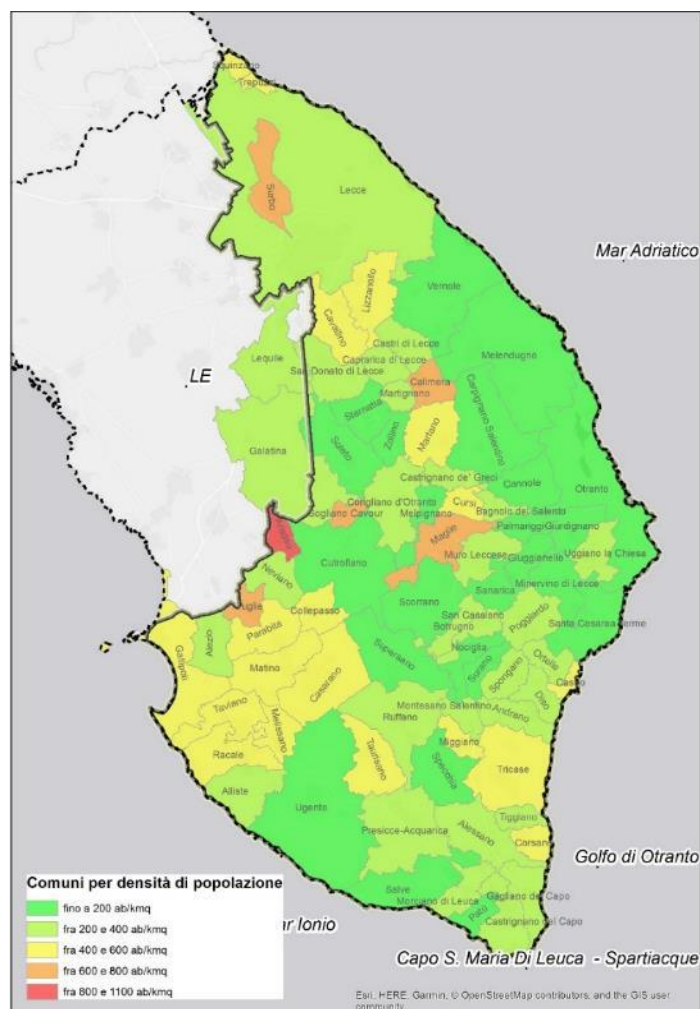 Squinzano
Trepuzzi
Surbo
Lecce
Mar Adriatico
Lizzanello
Vernole
Cavallino
Melendugno
Lequile
Castri di Lecce
Caprarica di Lecce
San Donato di Lecce
LE
Calimera
Martignano
Sternatia
Carpignano Salentino
Zollino
Martano
Soleto
Galatina
Castrignano de' Greci
Cannole
Otranto
Corigliano d'Otranto
Cursi
Bagnolo del Salento
Sogliano Cavour
Melpignano
Palmariggi
Giurdignano
Maglie
Muro Leccese
Uggiano la Chiesa
Giuggianello
Cutrofiano
Neviano
Minervino di Lecce
Sanarica
Scorrano
Collepasso
San Cassiano
Botrugno
Poggiardo
Santa Cesarea Terme
Parabita
Alezio
Nociglia
Supersano
Surano
Ortelle
Spongano
Gallipoli
Matino
Castro
Casarano
Diso
Andrano
Taviano
Melissano
Montesano Salentino
Ruffano
Miggiano
Racale
Taurisano
Specchia
Tricase
Alliste
Ugento
Tiggiano
Presicce-Acquarica
Alessano
Corsano
Golfo di Otranto
Comuni per densità di popolazione
fino a 200 ab/kmq
fra 200 e 400 ab/kmq
fra 400 e 600 ab/kmq
fra 600 e 800 ab/kmq
fra 800 e 1100 ab/kmq
Salve
Morciano di Leuca
Gagliano del Capo
Patù
Castrignano del Capo
ar Ionio
Capo S. Maria Di Leuca - Spartiacque
Esri, HERE, Garmin, © OpenStreetMap contributors, and the GIS user
community